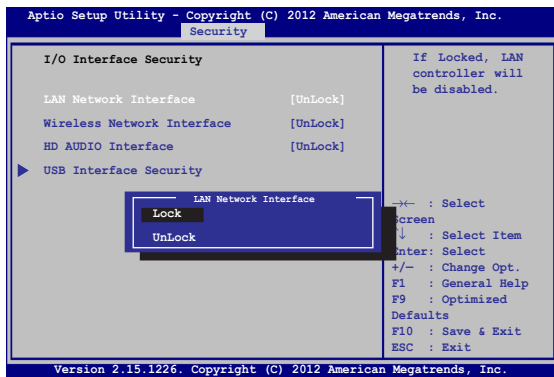 Aptio Setup Utility - Copyright (C) 2012 American Megatrends, Inc.
Security
I/O Interface Security
LAN Network Interface [UnLock]
Wireless Network Interface [UnLock]
HD AUDIO Interface [UnLock]
USB Interface Security
LAN Network Interface
Lock
UnLock
If Locked, LAN
controller will
be disabled.
→← : Select
Screen
↑↓ : Select Item
Enter: Select
+/— : Change Opt.
F1 : General Help
F9 : Optimized
Defaults
F10 : Save & Exit
ESC : Exit
Version 2.15.1226. Copyright (C) 2012 American Megatrends, Inc.